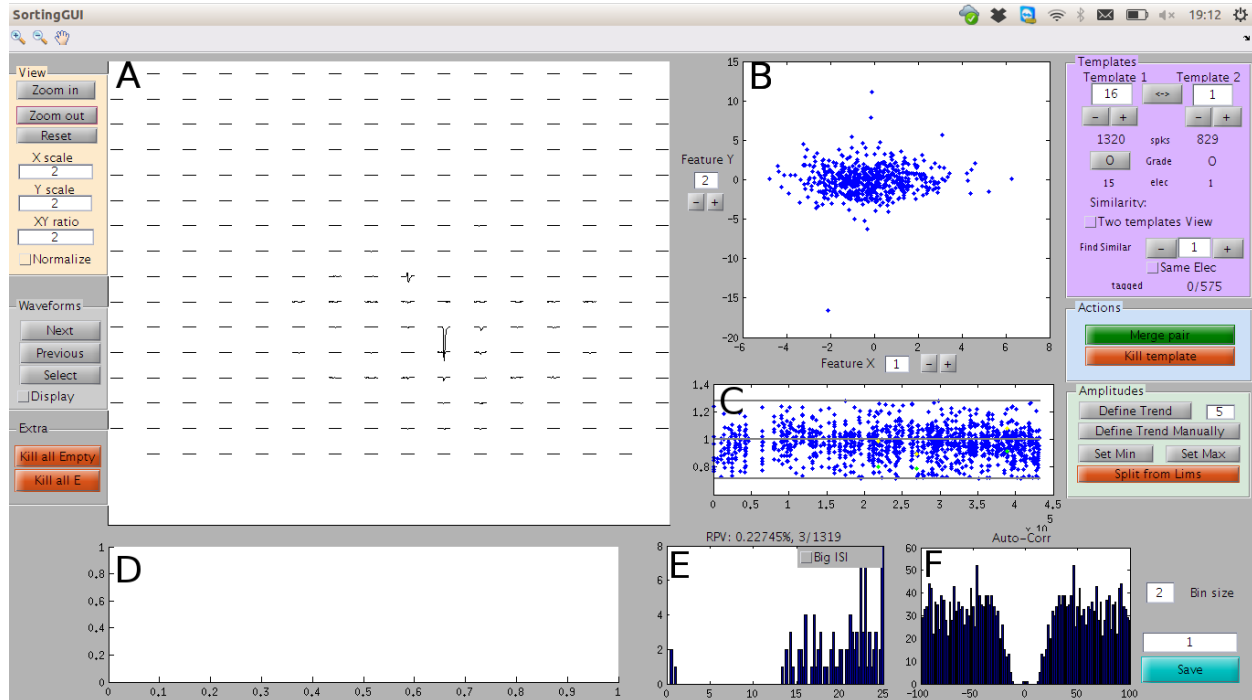 SortingGUI
19:12
View
Zoom in
Zoom out
Reset
X scale
2
Y scale
2
XY ratio
2
Normalize
Waveforms
Next
Previous
Select
Display
Extra
Kill all Empty
Kill all E
A
B
15
10
5
0
−5
−10
−15
−20
−6 −4 −2 0 2 4 6 8
Feature Y
2
− +
Feature X 1 − +
C
1.4
1.2
1
0.8
0 0.5 1 1.5 2 2.5 3 3.5 4 4.5
x 10 5
Templates
Template 1 Template 2
16 <-> 1
− + − +
1320 spks 829
O Grade O
15 elec 1
Similarity:
Two templates View
Find Similar − 1 +
Same Elec
tagged 0/575
Actions
Merge pair
Kill template
Amplitudes
Define Trend 5
Define Trend Manually
Set Min Set Max
Split from Lims
D
1
0.8
0.6
0.4
0.2
0
0 0.1 0.2 0.3 0.4 0.5 0.6 0.7 0.8 0.9 1
RPV: 0.22745%, 3/1319
Big ISI
E
8
6
4
2
0
0 5 10 15 20 25
Auto-Corr
F
60
50
40
30
20
10
0
−100 −50 0 50 100
2 Bin size
1
Save